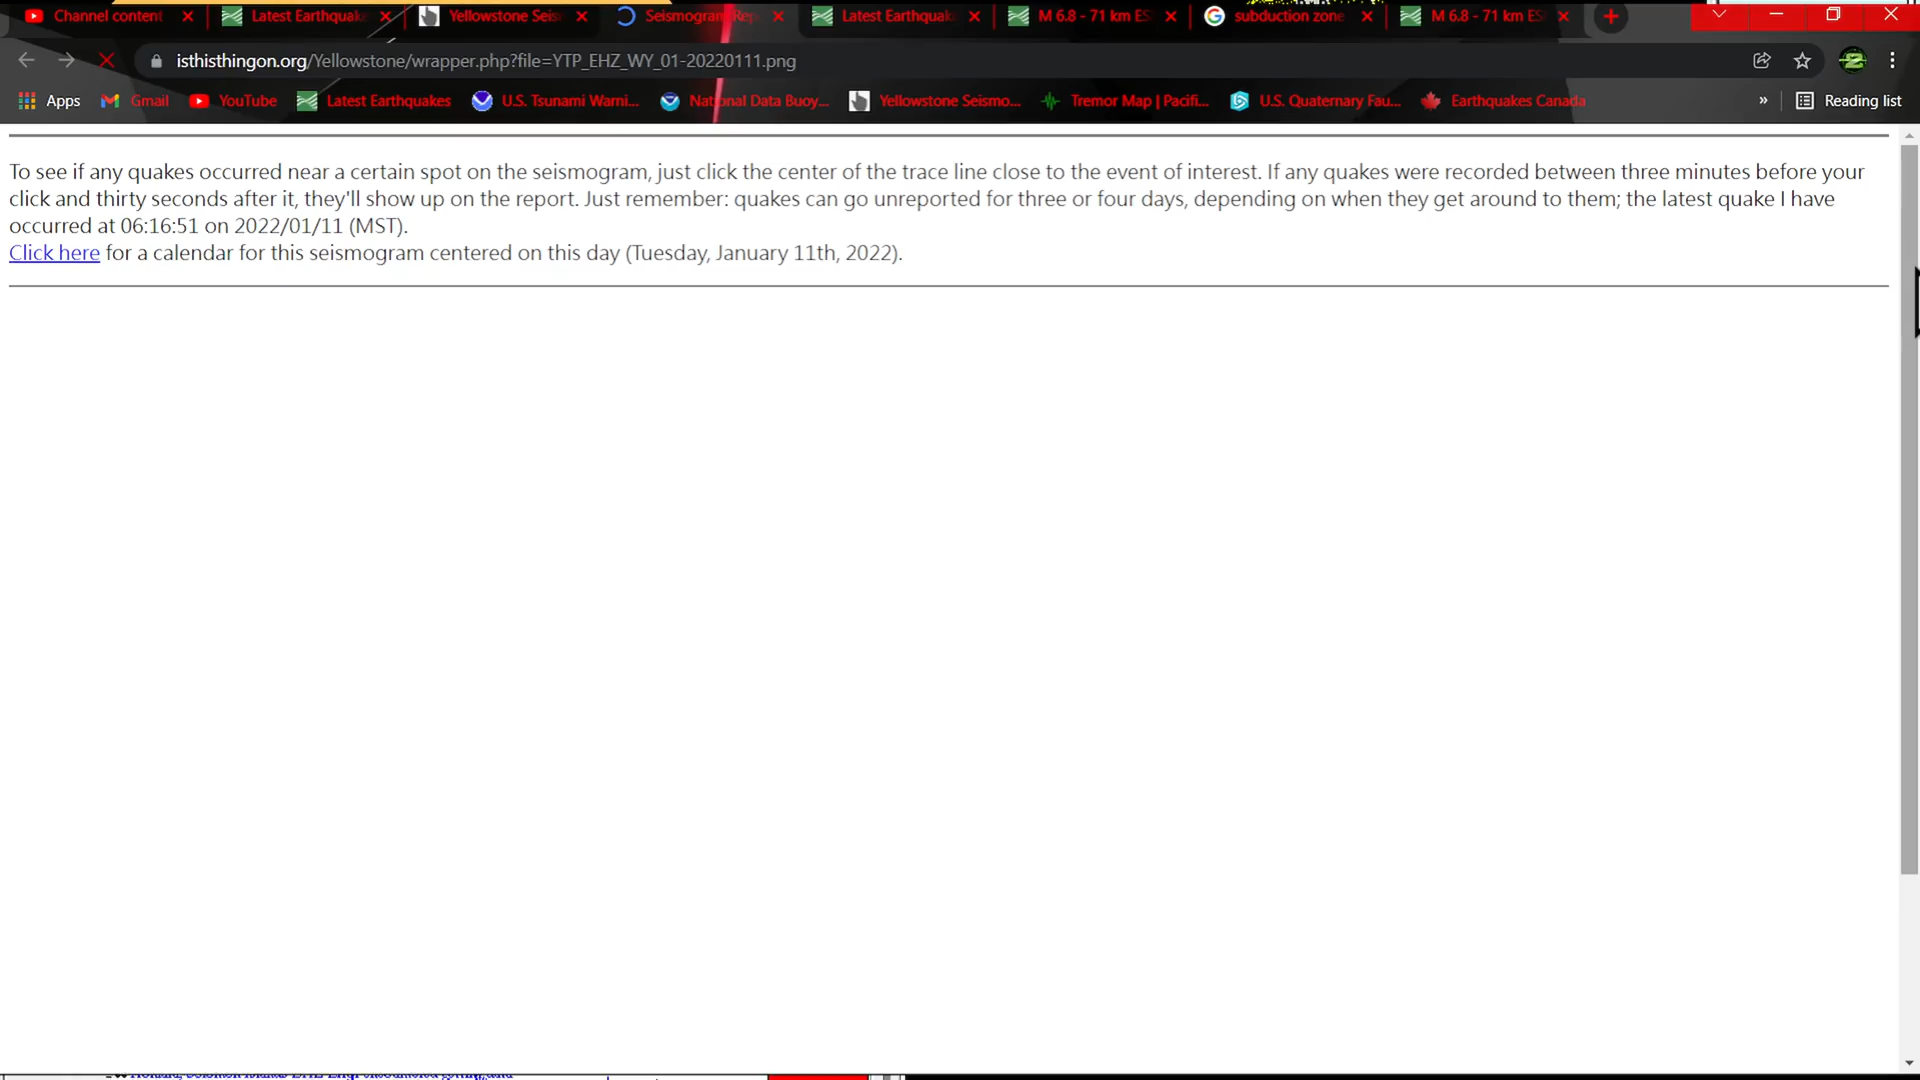 Channel content
Latest Earthquak
Yellowstone Seis
Seismogram Rep
Latest Earthquak
M 6.8 - 71 km ES
subduction zone
M 6.8 - 71 km ES
isthisthingon.org/Yellowstone/wrapper.php?file=YTP_EHZ_WY_01-20220111.png
Apps
Gmail
YouTube
Latest Earthquakes
U.S. Tsunami Warni...
National Data Buoy...
Yellowstone Seismo...
Tremor Map | Pacifi...
U.S. Quaternary Fau...
Earthquakes Canada
»
Reading list
To see if any quakes occurred near a certain spot on the seismogram, just click the center of the trace line close to the event of interest. If any quakes were recorded between three minutes before your
click and thirty seconds after it, they'll show up on the report. Just remember: quakes can go unreported for three or four days, depending on when they get around to them; the latest quake I have
occurred at 06:16:51 on 2022/01/11 (MST).
Click here for a calendar for this seismogram centered on this day (Tuesday, January 11th, 2022).